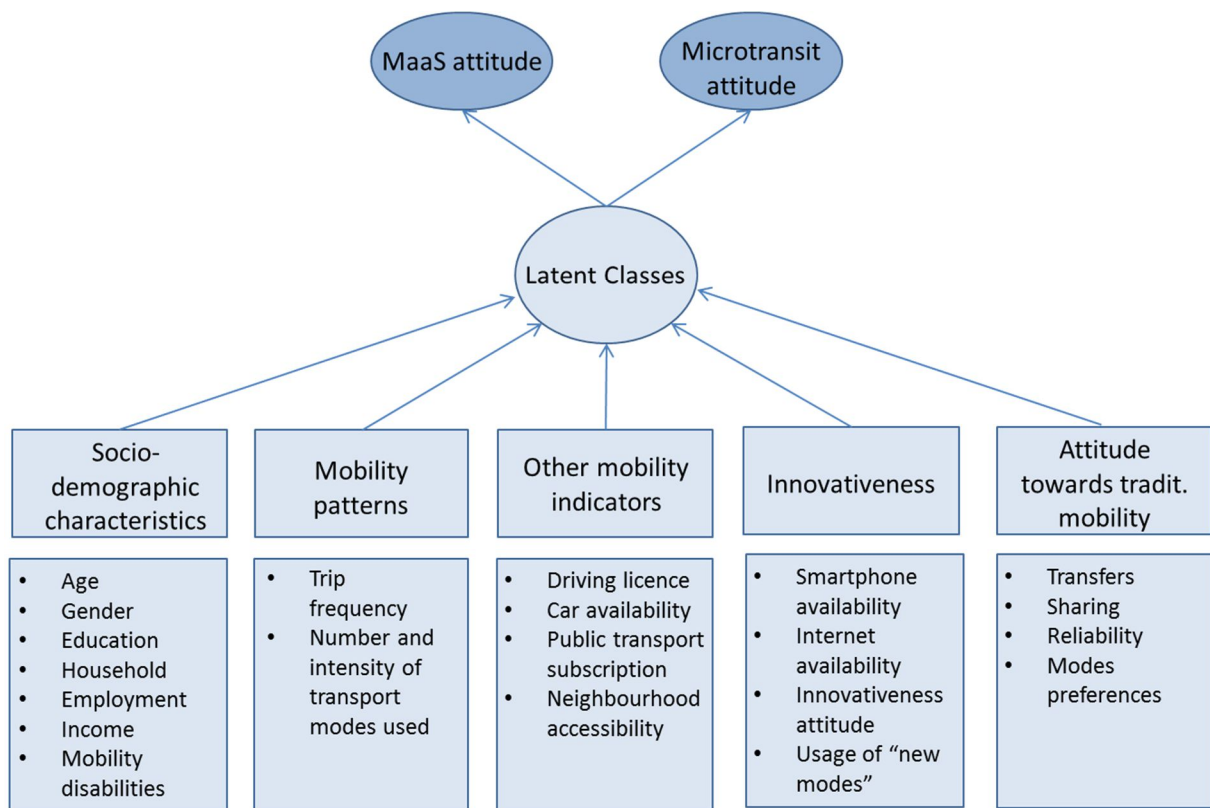 MaaS attitude
Microtransit
attitude
Latent Classes
Socio-
demographic
characteristics
Mobility
patterns
Other mobility
indicators
Innovativeness
Attitude
towards tradit.
mobility
• Age
• Gender
• Education
• Household
• Employment
• Income
• Mobility
disabilities
• Trip
frequency
• Number and
intensity of
transport
modes used
• Driving licence
• Car availability
• Public transport
subscription
• Neighbourhood
accessibility
• Smartphone
availability
• Internet
availability
• Innovativeness
attitude
• Usage of “new
modes”
• Transfers
• Sharing
• Reliability
• Modes
preferences